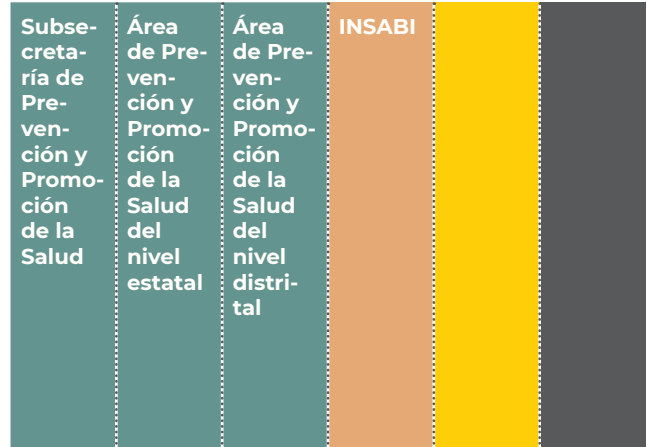 Subse-
creta-
ría de
Pre-
ven-
ción y
Promo-
ción
de la
Salud
Área
de Pre-
ven-
ción y
Promo-
ción
de la
Salud
del
nivel
estatal
Área
de Pre-
ven-
ción y
Promo-
ción
de la
Salud
del
nivel
distri-
tal
INSABI